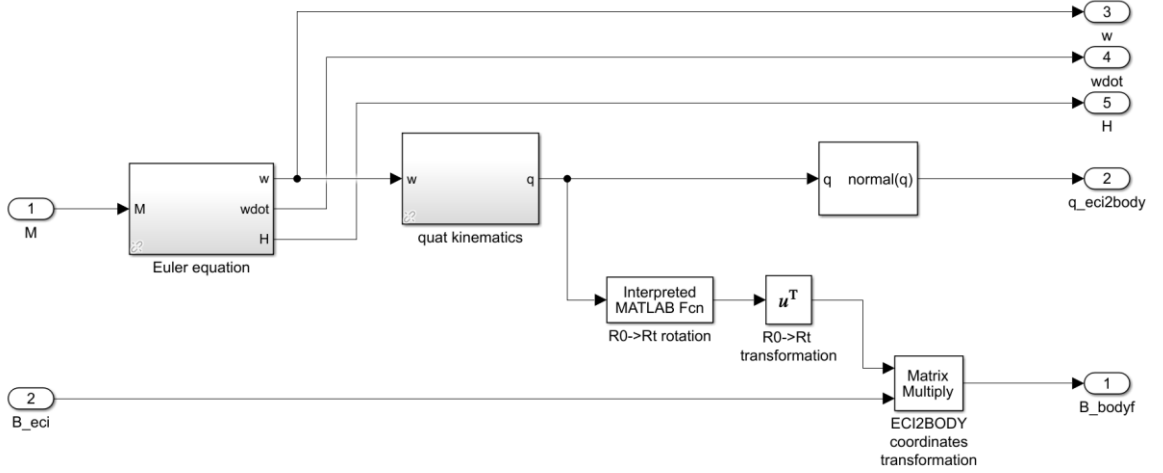 3
w
4
wdot
5
H
1
M
M
w
wdot
H
Euler equation
w
q
quat kinematics
q
normal(q)
2
q_eci2body
Interpreted
MATLAB Fcn
R0->Rt rotation
u^T
R0->Rt
transformation
2
B_eci
Matrix
Multiply
ECI2BODY
coordinates
transformation
1
B_bodyf